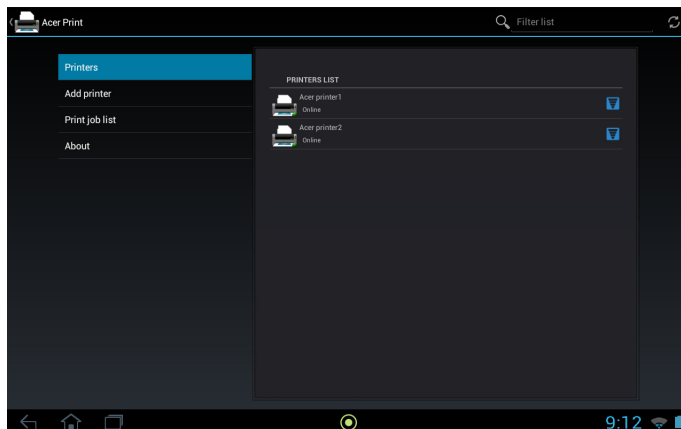 Acer Print
Filter list
Printers
Add printer
Print job list
About
PRINTERS LIST
Acer printer1
Online
Acer printer2
Online
9:12